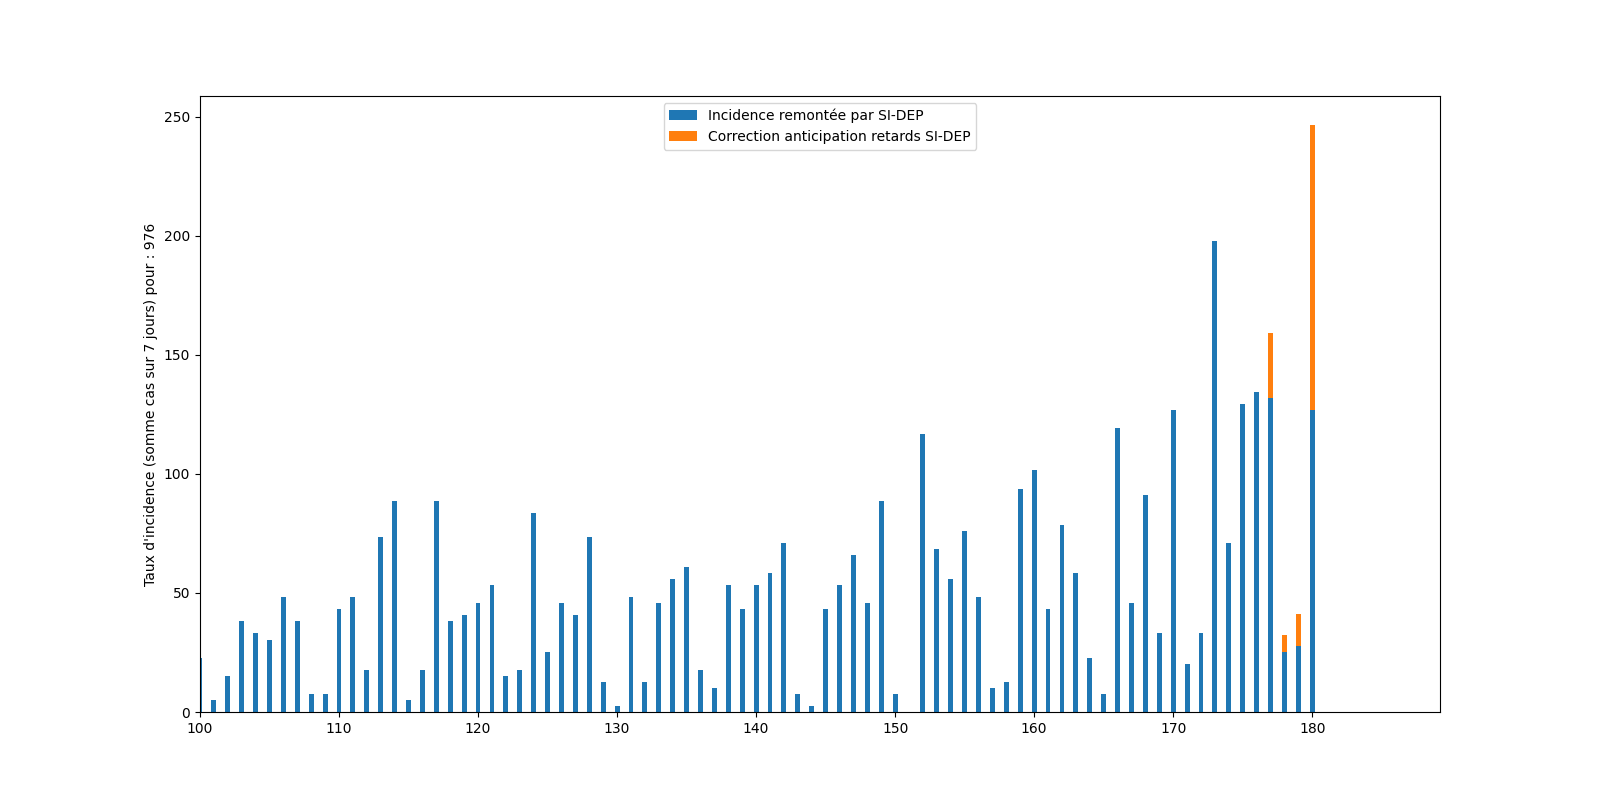 Incidence remontée par SI-DEP
Correction anticipation retards SI-DEP
Taux d'incidence (somme cas sur 7 jours) pour : 976
250
200
150
100
50
0
100 110 120 130 140 150 160 170 180